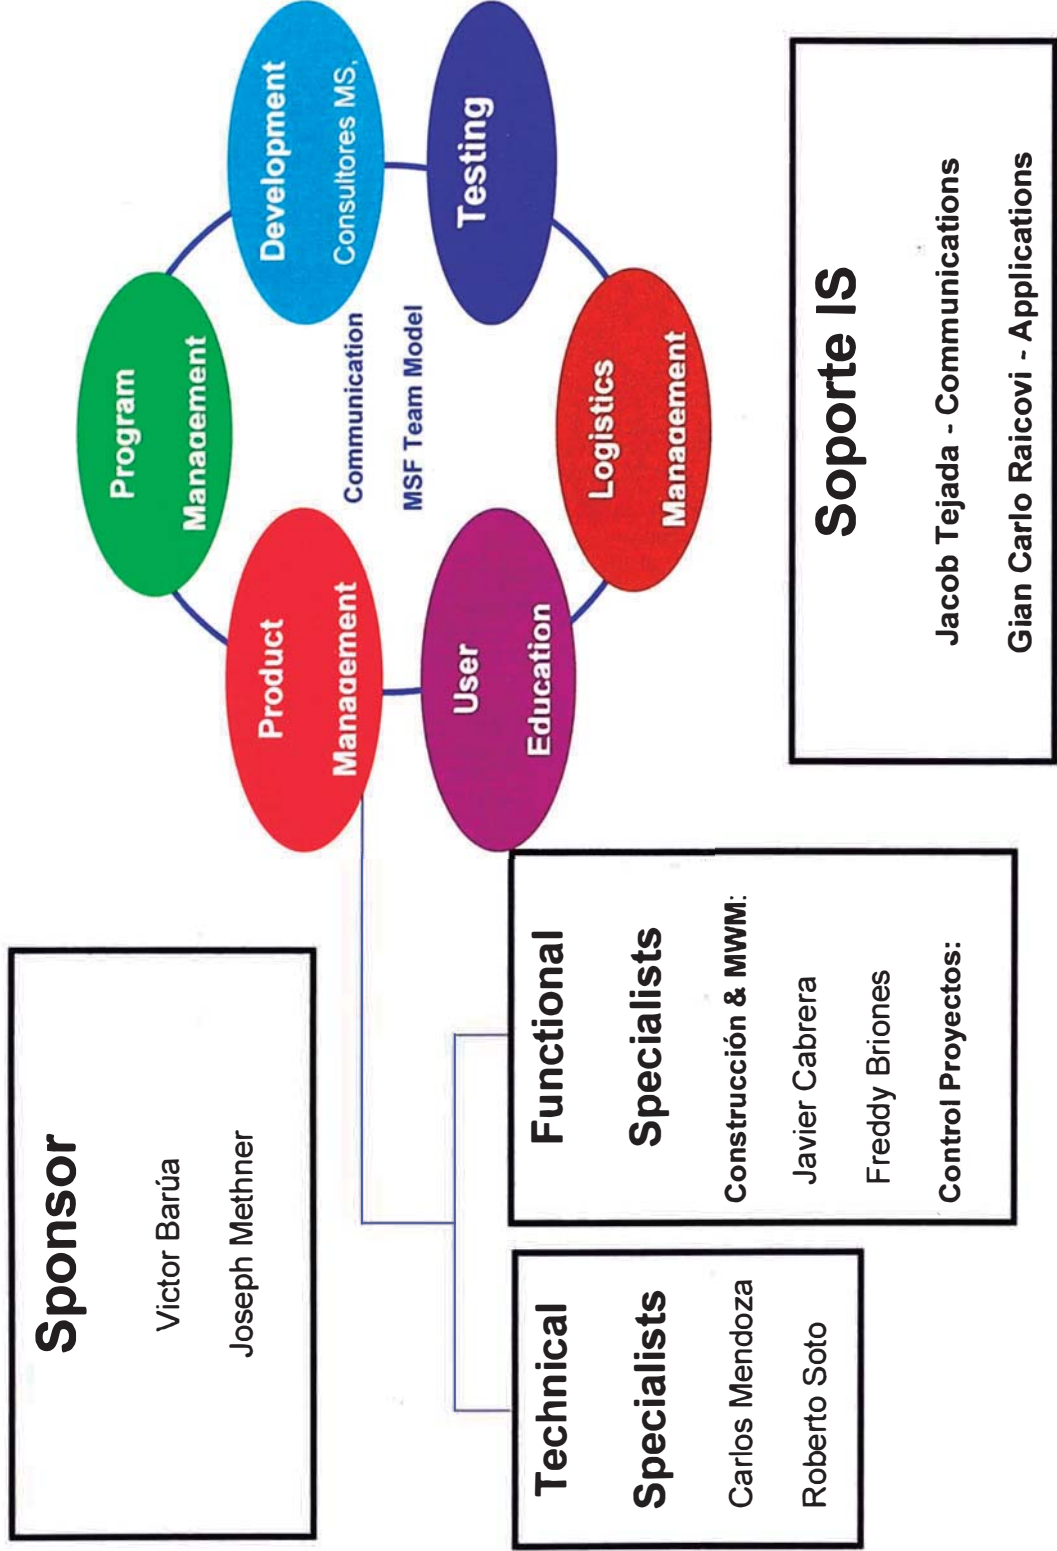 Sponsor
Victor Barúa
Joseph Methner
Technical
Specialists
Carlos Mendoza
Roberto Soto
Functional
Specialists
Construcción & MWM:
Javier Cabrera
Freddy Briones
Control Proyectos:
Program
Management
Product
Management
Development
Consultores MS,
Communication
MSF Team Model
User
Education
Testing
Logistics
Management
Soporte IS
Jacob Tejada - Communications
Gian Carlo Raicovi - Applications